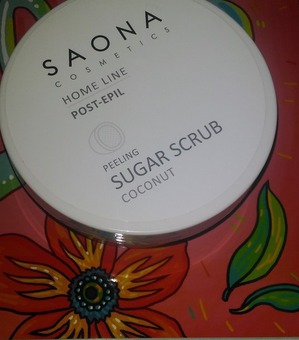 SAONA
COSMETICS
HOME LINE
POST-EPIL
PEELING
SUGAR SCRUB
COCONUT